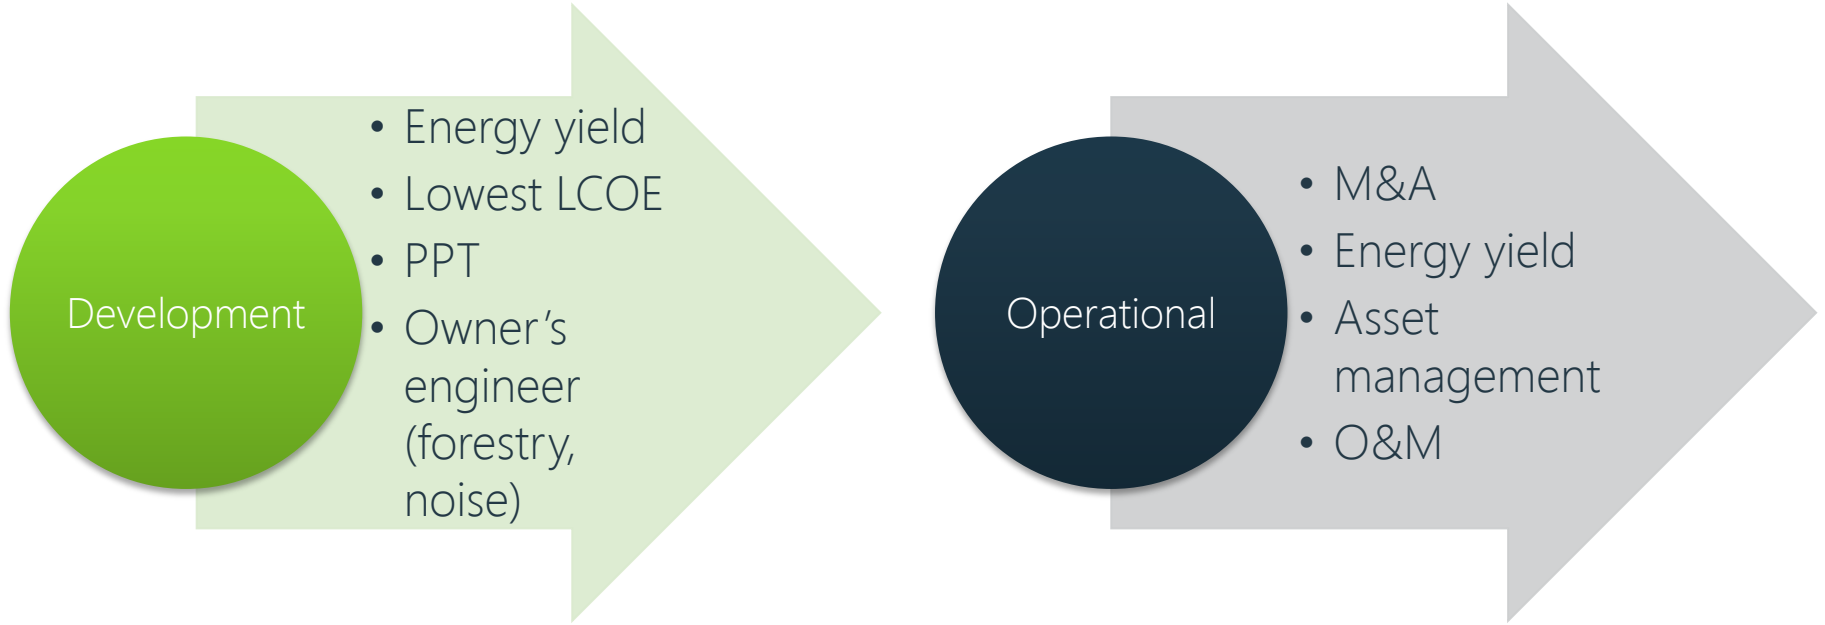 Development
• Energy yield
• Lowest LCOE
• PPT
• Owner’s
engineer
(forestry,
noise)
Operational
• M&A
• Energy yield
• Asset
management
• O&M